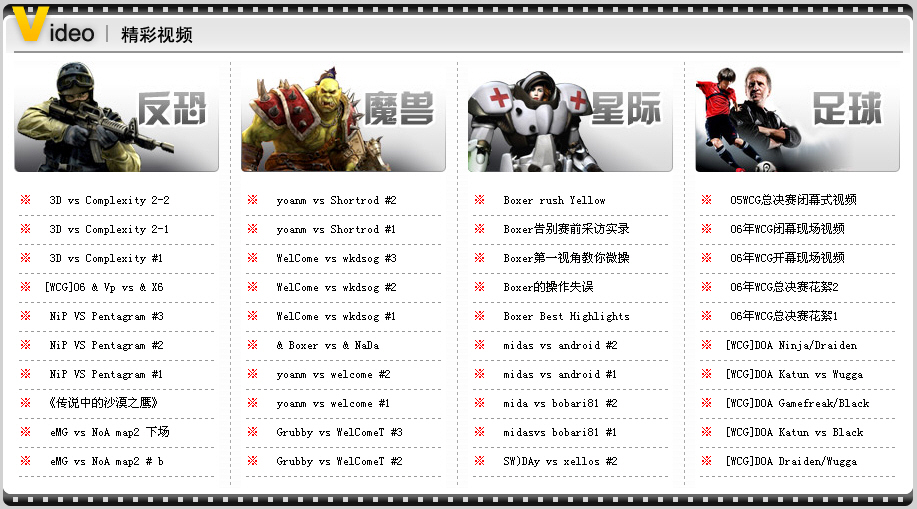 Video | 精彩视频
反恐
※ 3D vs Complexity 2-2
※ 3D vs Complexity 2-1
※ 3D vs Complexity #1
※ [WCG]06 & Vp vs & X6
※ NiP VS Pentagram #3
※ NiP VS Pentagram #2
※ NiP VS Pentagram #1
※ 《传说中的沙漠之鹰》
※ eMG vs NoA map2 下场
※ eMG vs NoA map2 # b
魔兽
※ yoanm vs Shortrod #2
※ yoanm vs Shortrod #1
※ WelCome vs wkdsog #3
※ WelCome vs wkdsog #2
※ WelCome vs wkdsog #1
※ & Boxer vs & NaDa
※ yoanm vs welcome #2
※ yoanm vs welcome #1
※ Grubby vs WelComeT #3
※ Grubby vs WelComeT #2
星际
※ Boxer rush Yellow
※ Boxer告别赛前采访实录
※ Boxer第一视角教你微操
※ Boxer的操作失误
※ Boxer Best Highlights
※ midas vs android #2
※ midas vs android #1
※ mida vs bobari81 #2
※ midasvs bobari81 #1
※ SW)DAy vs xellos #2
足球
※ 05WCG总决赛闭幕式视频
※ 06年WCG闭幕现场视频
※ 06年WCG开幕现场视频
※ 06年WCG总决赛花絮2
※ 06年WCG总决赛花絮1
※ [WCG]DOA Ninja/Draiden
※ [WCG]DOA Katun vs Wugga
※ [WCG]DOA Gamefreak/Black
※ [WCG]DOA Katun vs Black
※ [WCG]DOA Draiden/Wugga